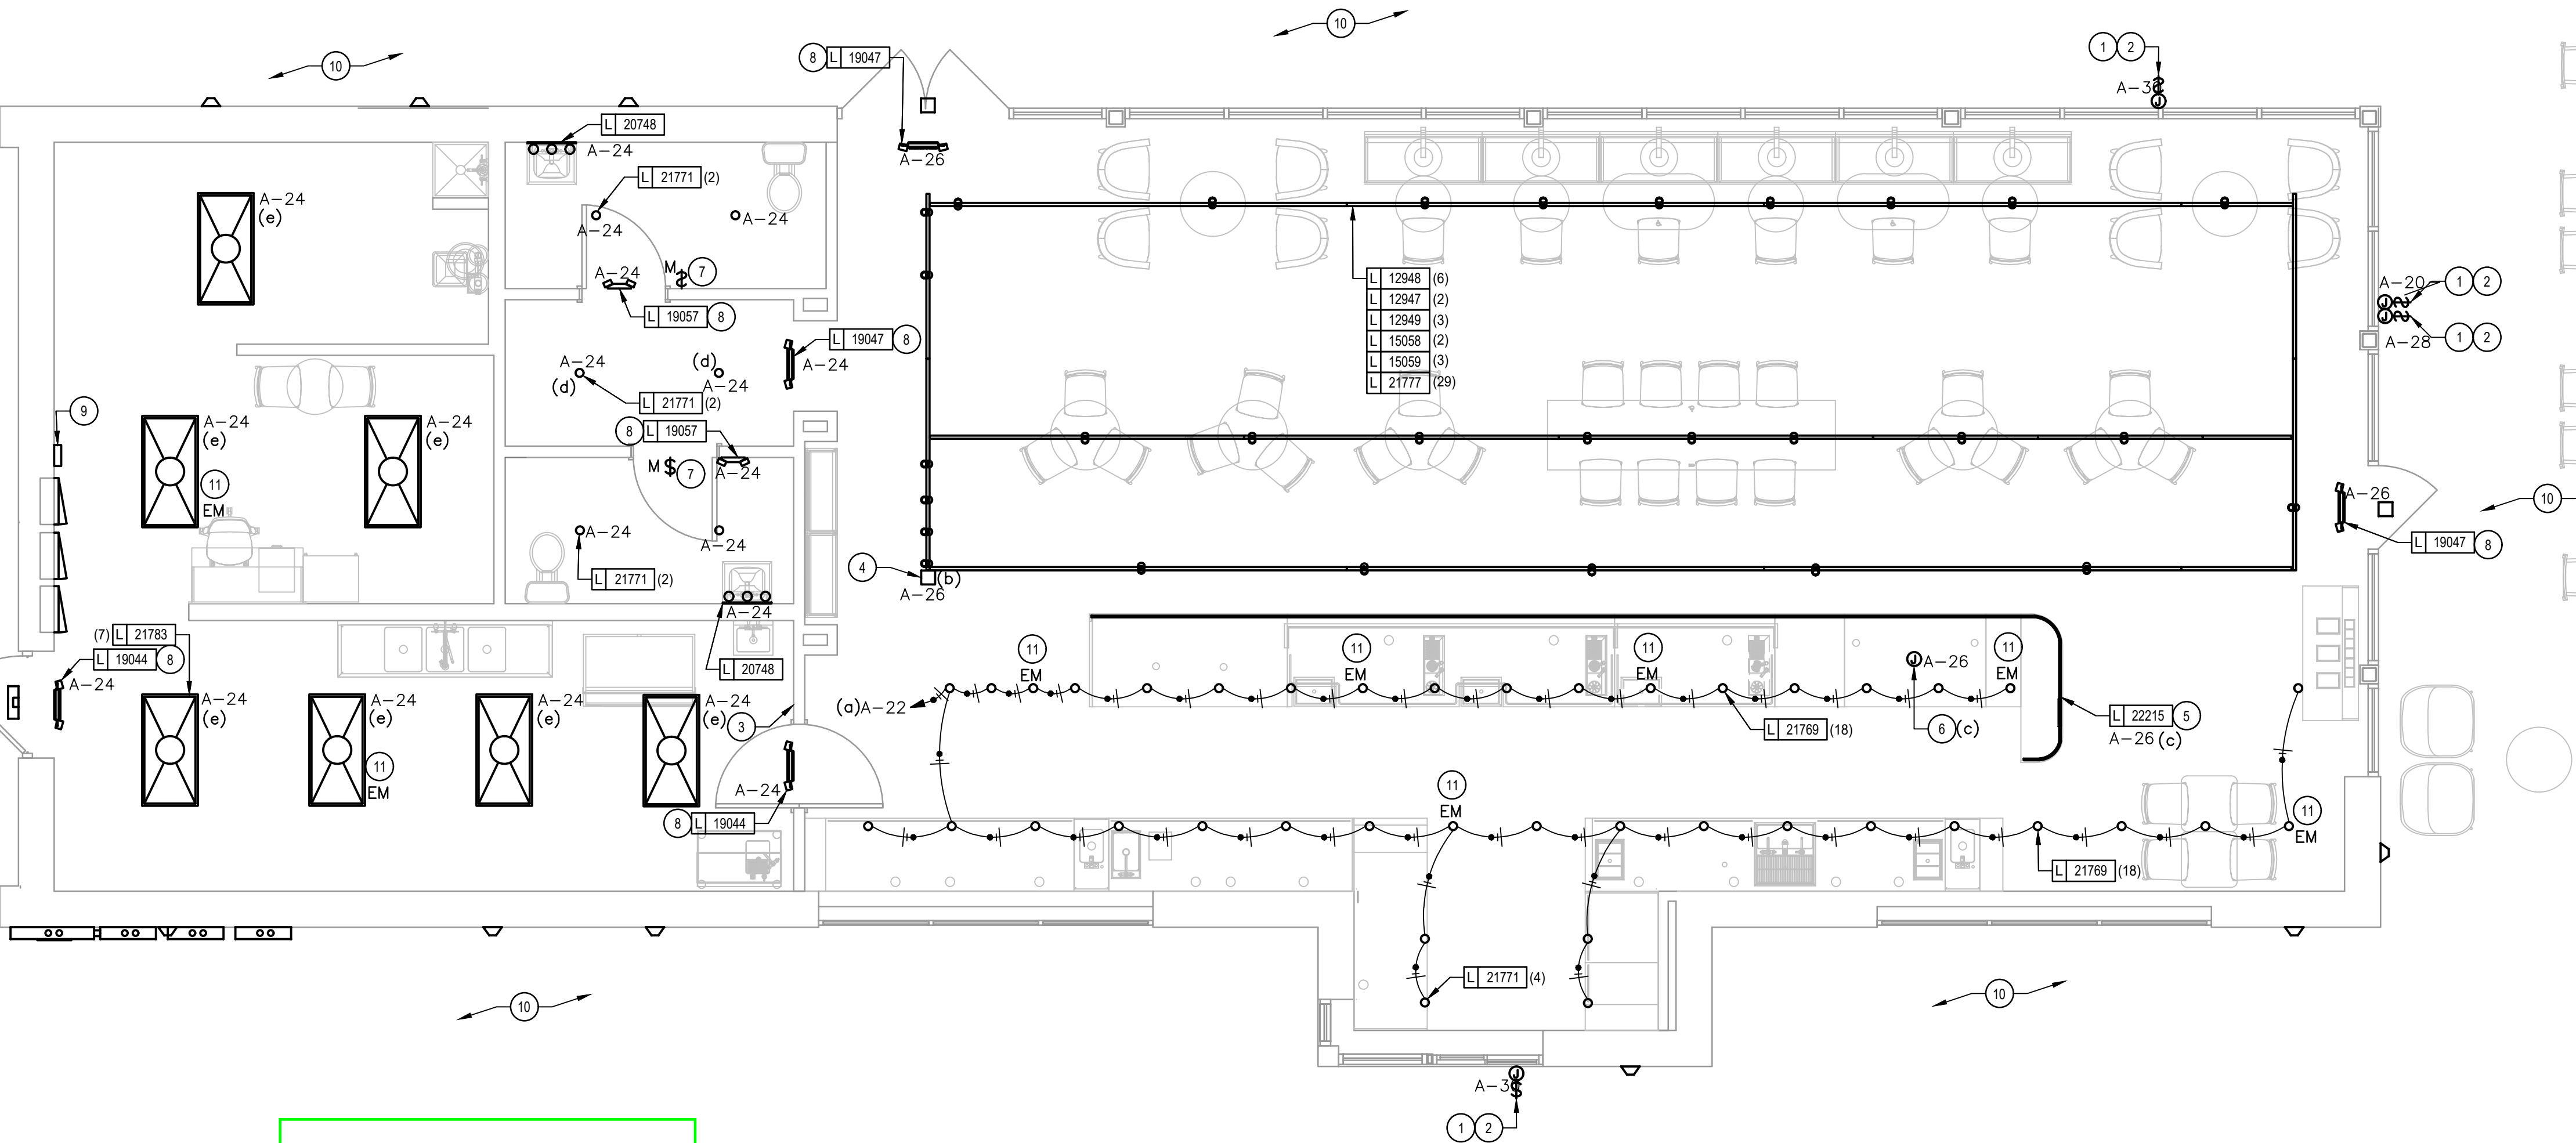 10
10
1 2
8 L 19047
A-3
L 20748
A-24
A-26
L 21771 (2)
A-24
(e)
A-24
A-24
M $ 7
A-24
L 12948 (6)
L 12947 (2)
L 12949 (3)
L 15058 (2)
L 15059 (3)
L 21777 (29)
A-20 1 2
J
J
A-28 1 2
L 19057 8
L 19047 8
A-24
A-24
(d)
(d)
A-24
L 21771 (2)
9
A-24
(e)
A-24
(e)
8 L 19057
M $ 7
A-24
11
EM
A-26
10
L 19047 8
A-24
A-24
L 21771 (2)
4
(b)
A-26
A-24
(7) L 21783
L 19044 8
A-24
L 20748
11
EM
11
EM
11
EM
11
EM
J A-26
A-24
(e)
A-24
(e)
A-24
(e)
A-24
(e)
3
(a) A-22
L 21769 (18)
6 (c)
L 22215 5
A-26 (c)
11
EM
A-24
8 L 19044
11
EM
11
EM
L 21769 (18)
L 21771 (4)
10
10
J
A-3
$
1 2